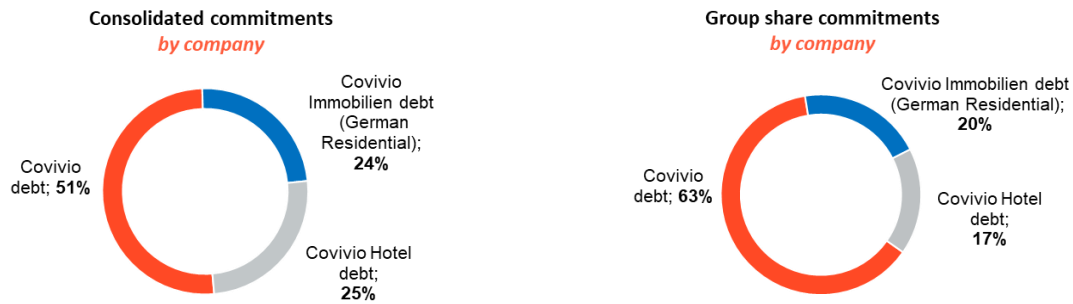 Consolidated commitments
by company
Covivio
Immobilien debt
(German
Residential);
24%
Covivio
debt; 51%
Covivio Hotel
debt;
25%
Group share commitments
by company
Covivio Immobilien debt
(German Residential);
20%
Covivio
debt; 63%
Covivio Hotel
debt;
17%